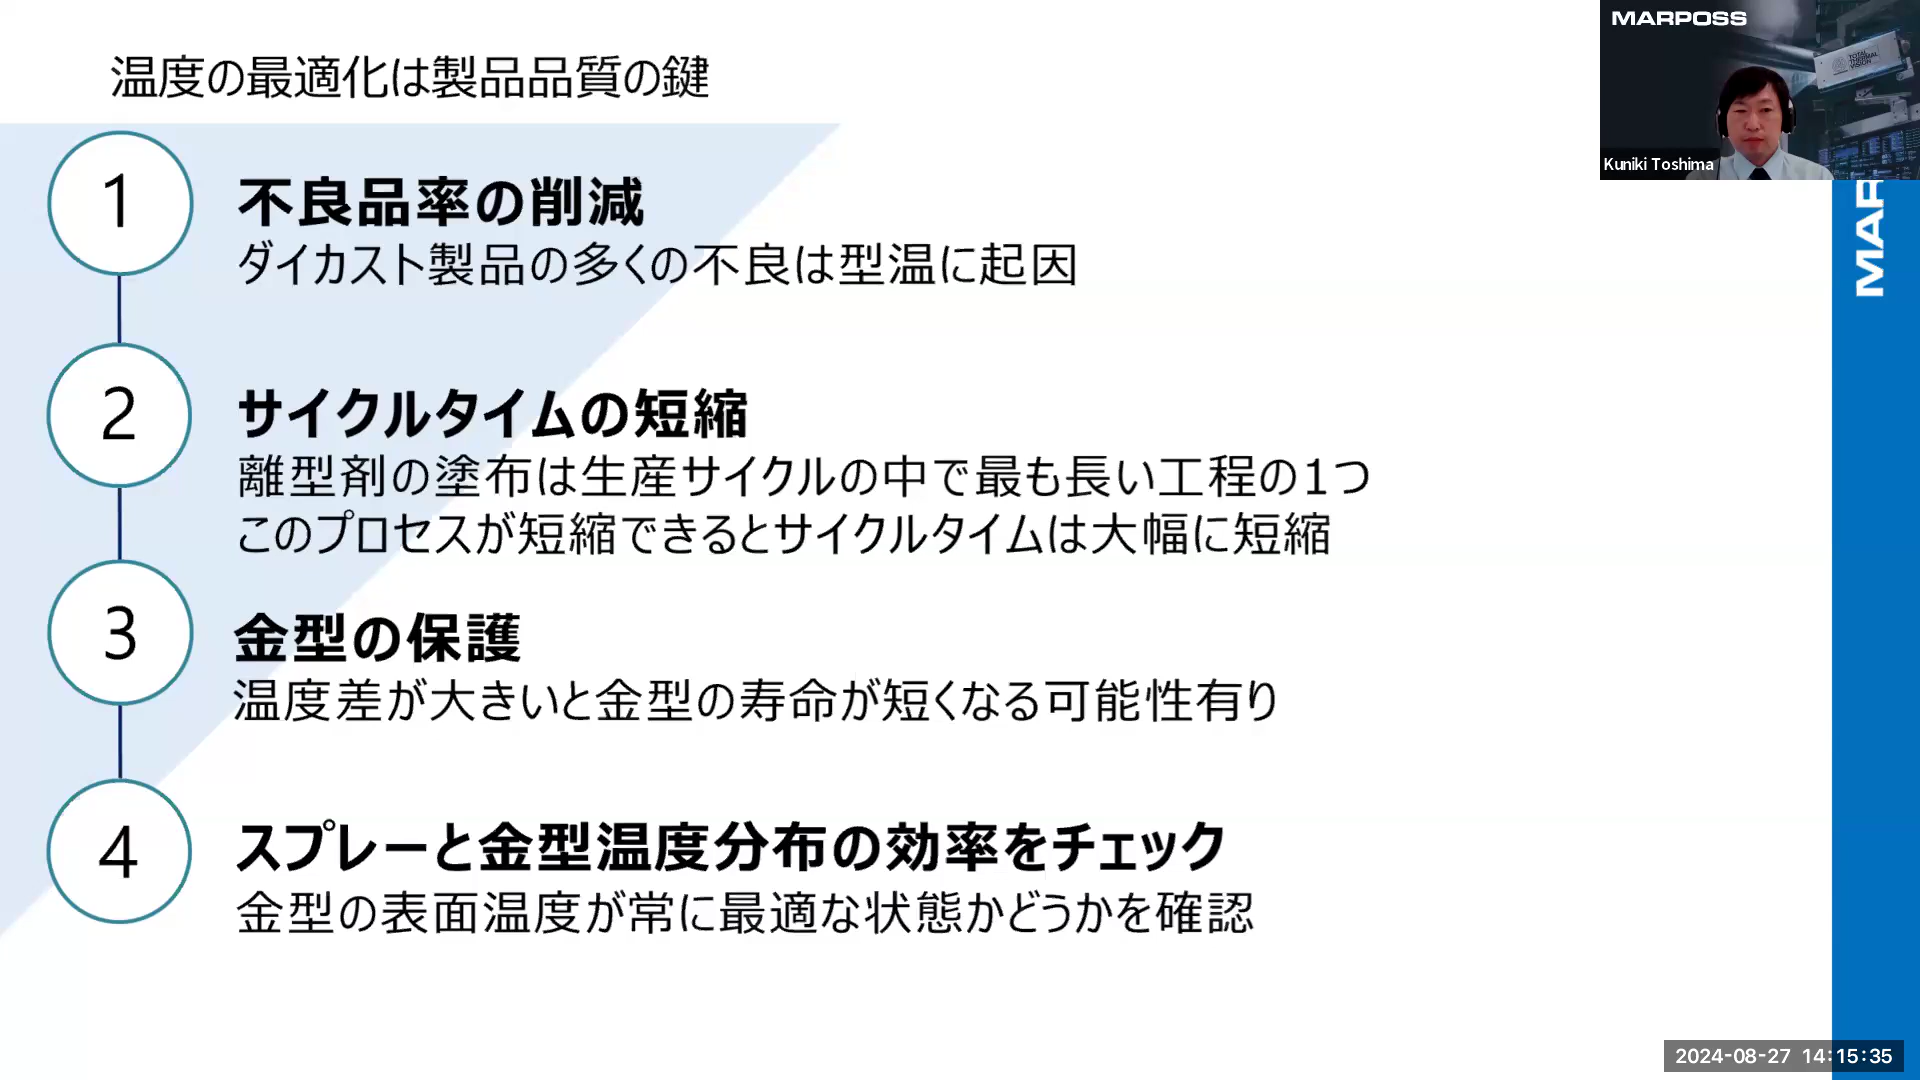 温度の最適化は製品品質の鍵
1
不良品率の削減
ダイカスト製品の多くの不良は型温に起因
2
サイクルタイムの短縮
離型剤の塗布は生産サイクルの中で最も長い工程の1つ
このプロセスが短縮できるとサイクルタイムは大幅に短縮
3
金型の保護
温度差が大きいと金型の寿命が短くなる可能性有り
4
スプレーと金型温度分布の効率をチェック
金型の表面温度が常に最適な状態かどうかを確認
MARPOSS
TOTAL
THERMAL
VISION
Kuniki Toshima
MAR
2024-08-27 14:15:35